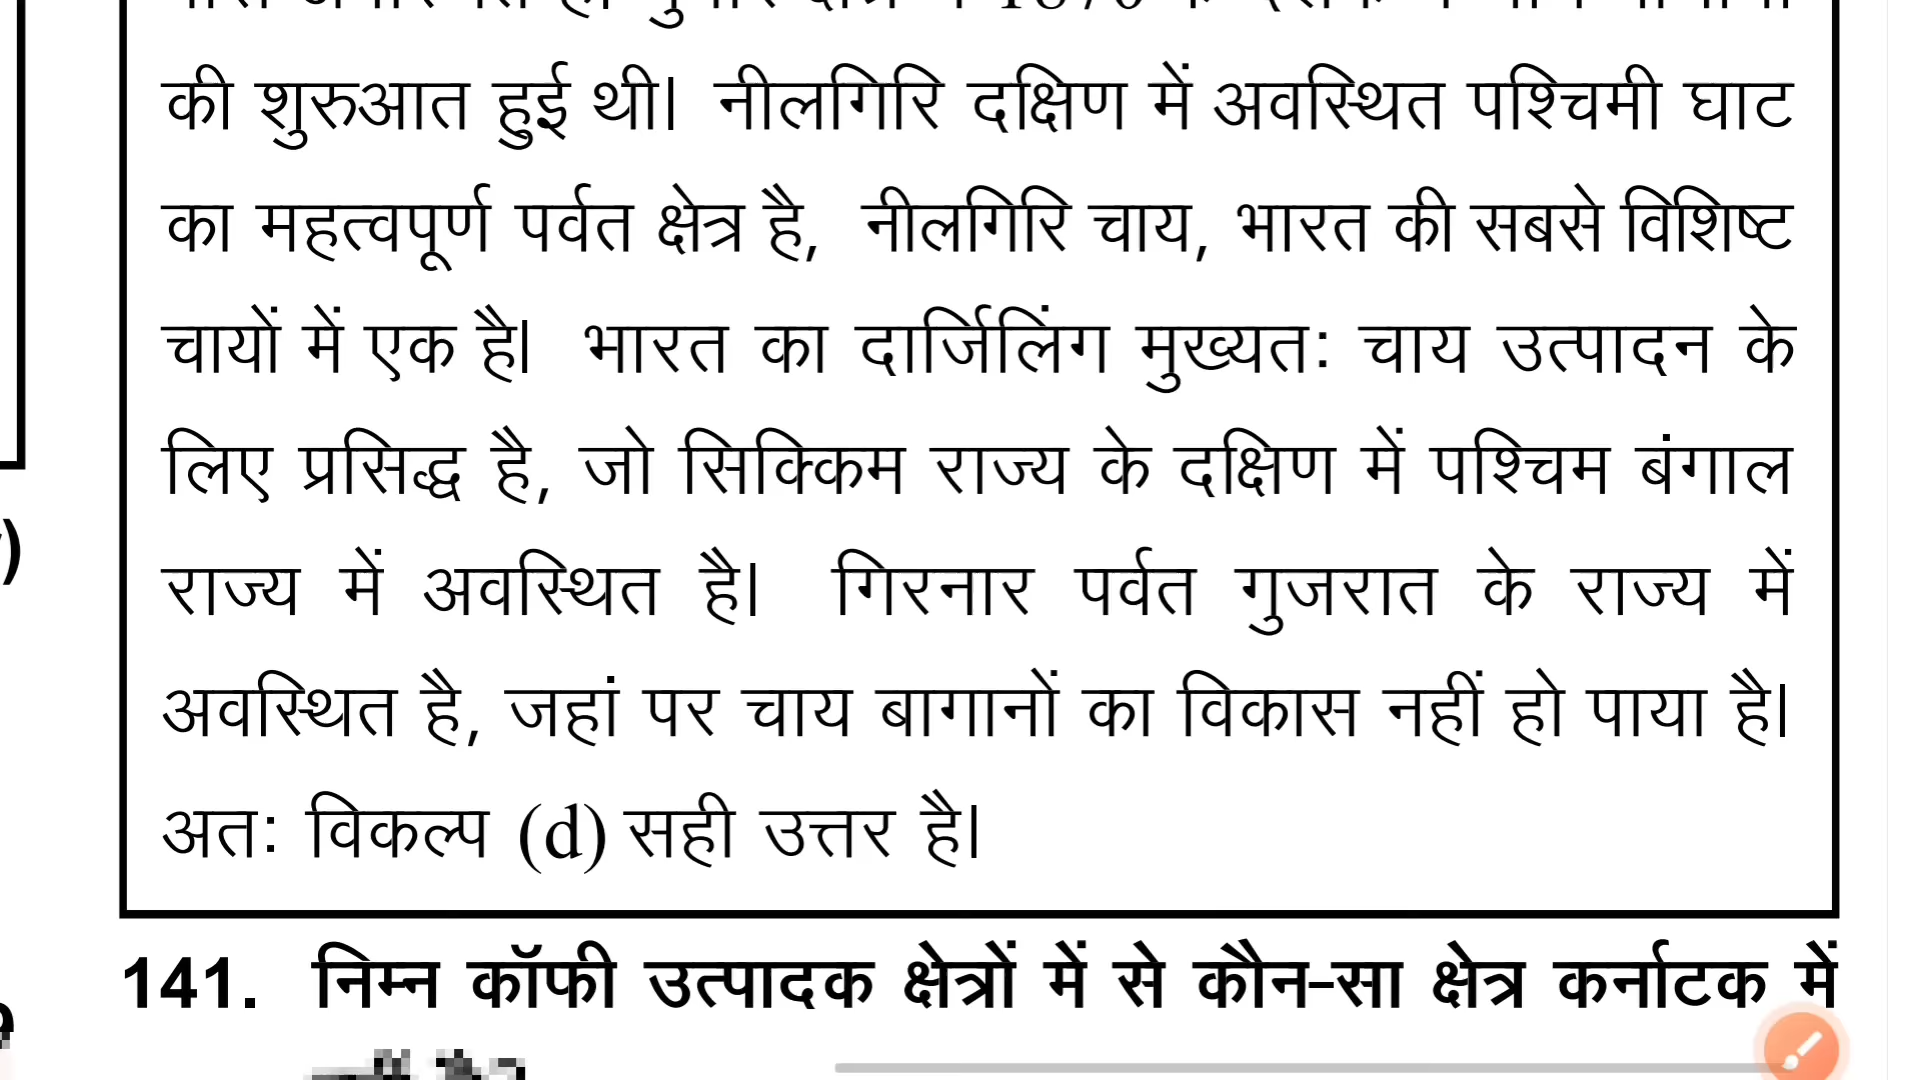 की शुरुआत हुई थी। नीलगिरि दक्षिण में अवस्थित पश्चिमी घाट
का महत्वपूर्ण पर्वत क्षेत्र है, नीलगिरि चाय, भारत की सबसे विशिष्ट
चायों में एक है। भारत का दार्जिलिंग मुख्यतः चाय उत्पादन के
लिए प्रसिद्ध है, जो सिक्किम राज्य के दक्षिण में पश्चिम बंगाल
राज्य में अवस्थित है। गिरनार पर्वत गुजरात के राज्य में
अवस्थित है, जहां पर चाय बागानों का विकास नहीं हो पाया है।
अतः विकल्प (d) सही उत्तर है।
141. निम्न कॉफी उत्पादक क्षेत्रों में से कौन-सा क्षेत्र कर्नाटक में